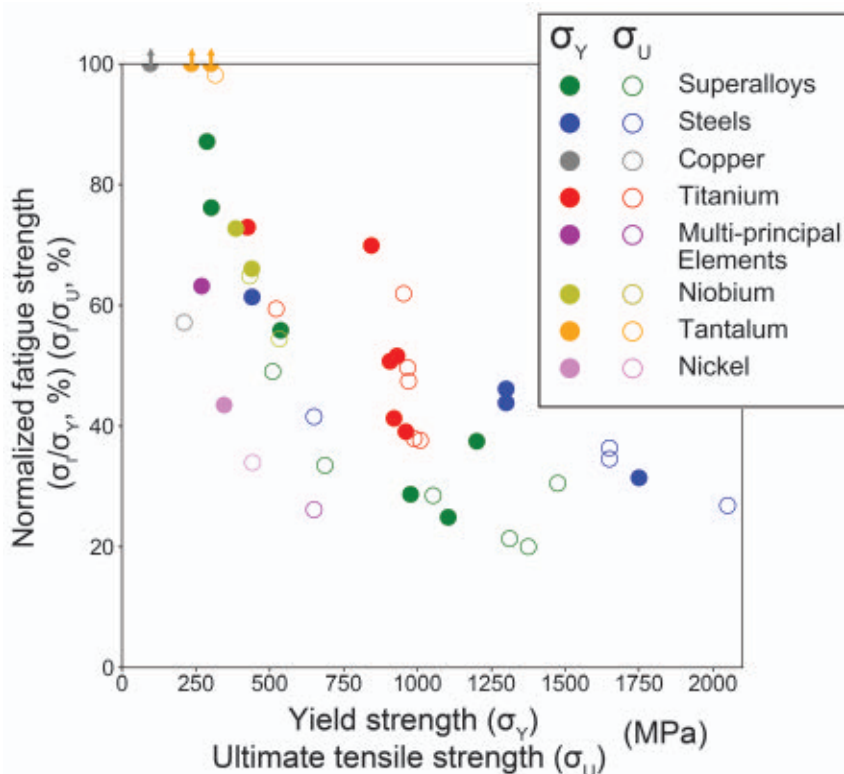 σY σU
Superalloys
Steels
Copper
Titanium
Multi-principal
Elements
Niobium
Tantalum
Nickel
Normalized fatigue strength
(σf/σY, %) (σf/σU, %)
100
80
60
40
20
0
0 250 500 750 1000 1250 1500 1750 2000
Yield strength (σY)
Ultimate tensile strength (σU)
(MPa)